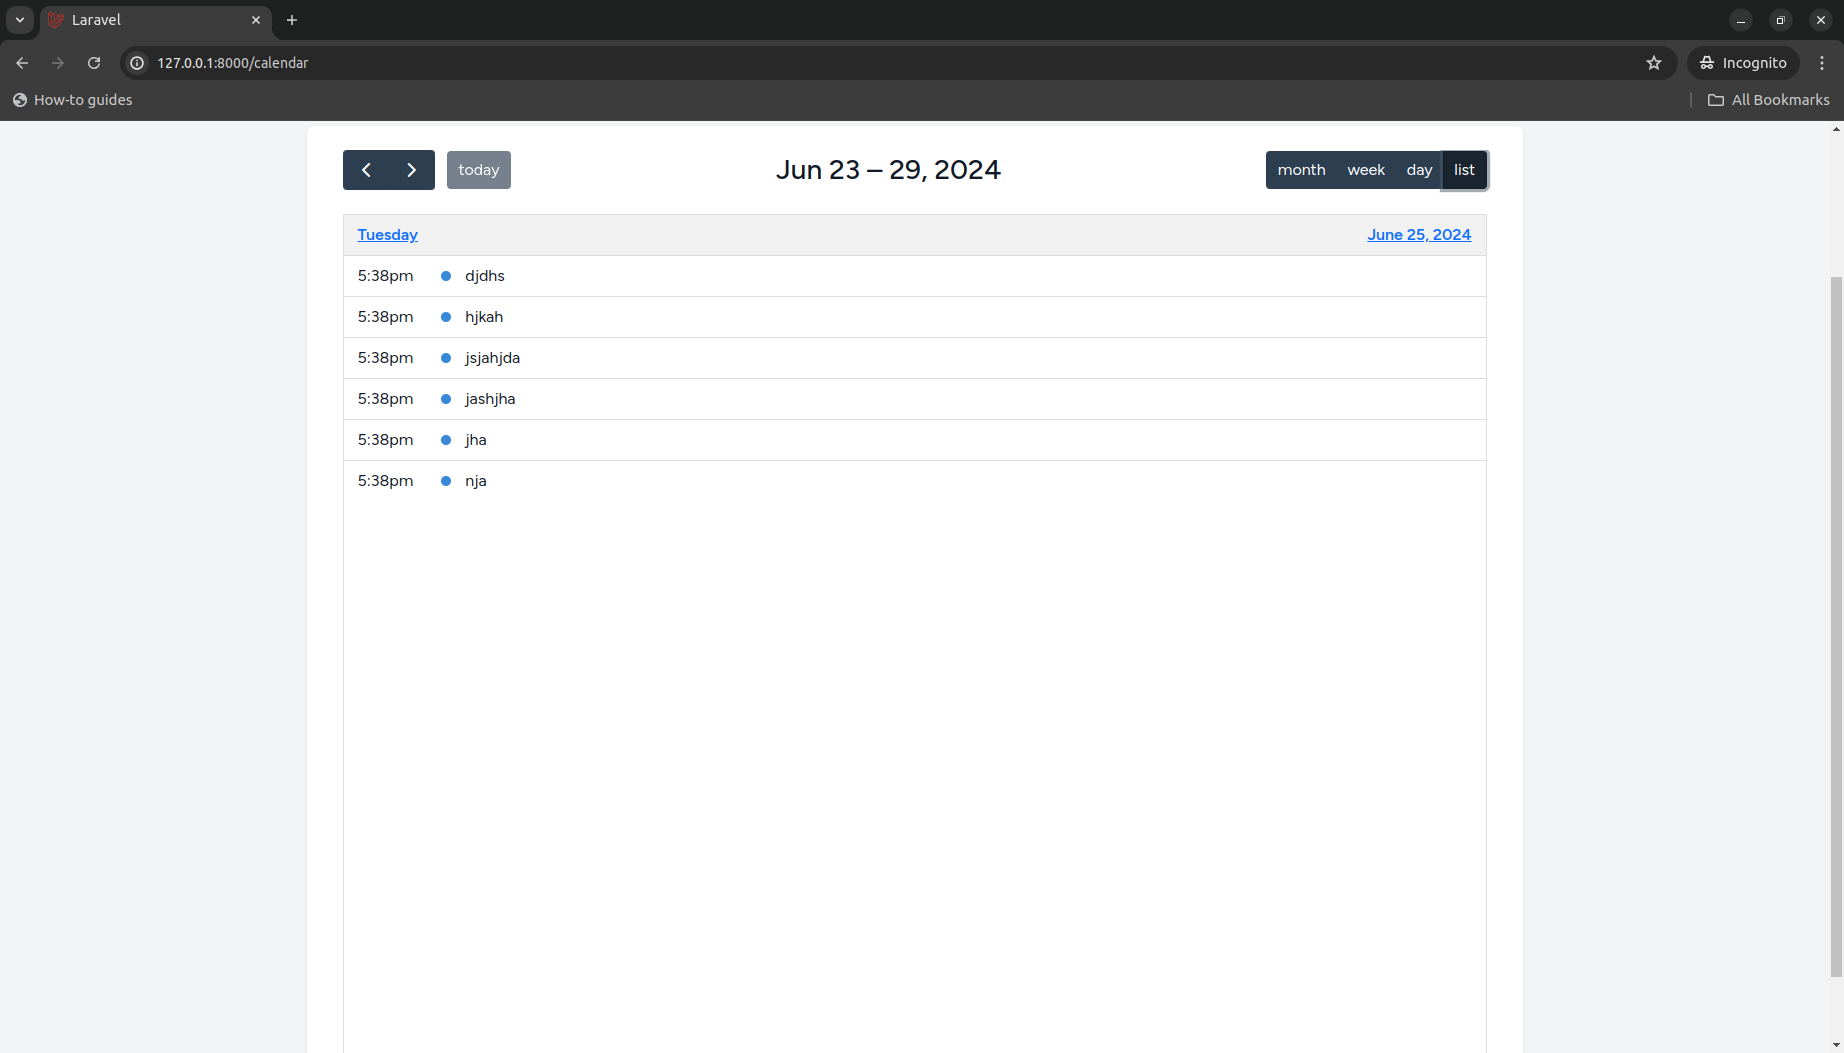 Laravel
127.0.0.1:8000/calendar
Incognito
How-to guides
All Bookmarks
today
Jun 23 – 29, 2024
month week day list
Tuesday June 25, 2024
5:38pm djdhs
5:38pm hjkah
5:38pm jsjahjda
5:38pm jashjha
5:38pm jha
5:38pm nja